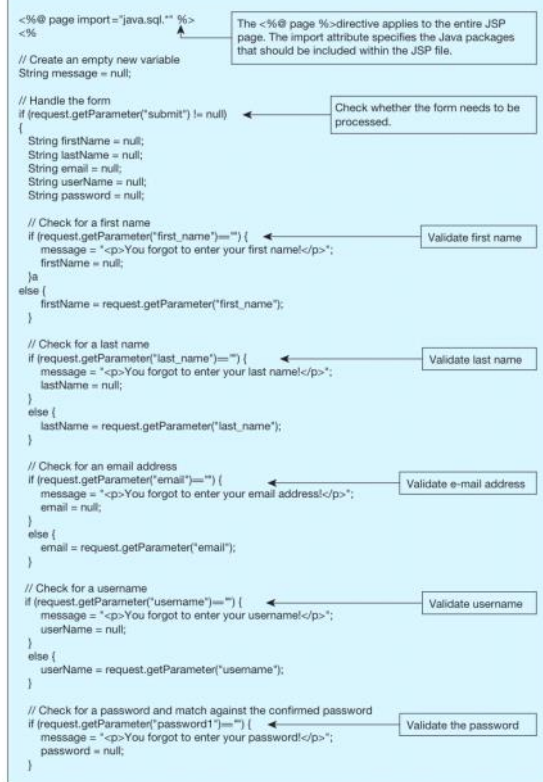 <%@ page import="java.sql.*" %>
<%
The <%@ page %>directive applies to the entire JSP
page. The import attribute specifies the Java packages
that should be included within the JSP file.
// Create an empty new variable
String message = null;
// Handle the form
if (request.getParameter("submit") != null)
Check whether the form needs to be
processed.
{
String firstName = null;
String lastName = null;
String email = null;
String userName = null;
String password = null;
// Check for a first name
if (request.getParameter("first_name")=="") {
Validate first name
message = "<p>You forgot to enter your first name!</p>";
firstName = null;
}a
else {
firstName = request.getParameter("first_name");
}
// Check for a last name
if (request.getParameter("last_name")=="") {
Validate last name
message = "<p>You forgot to enter your last name!</p>";
lastName = null;
}
else {
lastName = request.getParameter("last_name");
}
// Check for an email address
if (request.getParameter("email")=="") {
Validate e-mail address
message = "<p>You forgot to enter your email address!</p>";
email = null;
}
else {
email = request.getParameter("email");
}
// Check for a username
if (request.getParameter("username")=="") {
Validate username
message = "<p>You forgot to enter your username!</p>";
userName = null;
}
else {
userName = request.getParameter("username");
}
// Check for a password and match against the confirmed password
if (request.getParameter("password1")=="") {
Validate the password
message = "<p>You forgot to enter your password!</p>";
password = null;
}